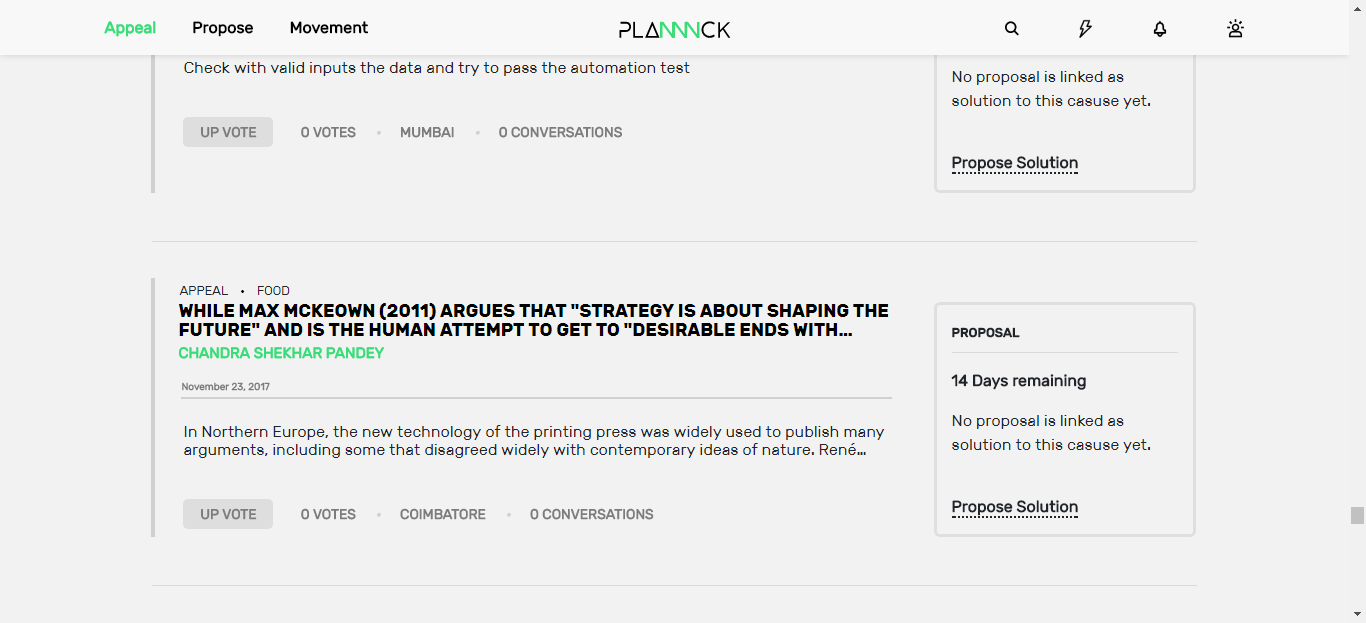 Appeal Propose Movement PLANNNCK
Check with valid inputs the data and try to pass the automation test
UP VOTE 0 VOTES • MUMBAI • 0 CONVERSATIONS
No proposal is linked as
solution to this casuse yet.
Propose Solution
APPEAL • FOOD
WHILE MAX MCKEOWN (2011) ARGUES THAT "STRATEGY IS ABOUT SHAPING THE
FUTURE" AND IS THE HUMAN ATTEMPT TO GET TO "DESIRABLE ENDS WITH...
CHANDRA SHEKHAR PANDEY
November 23, 2017
In Northern Europe, the new technology of the printing press was widely used to publish many
arguments, including some that disagreed widely with contemporary ideas of nature. René...
UP VOTE 0 VOTES • COIMBATORE • 0 CONVERSATIONS
PROPOSAL
14 Days remaining
No proposal is linked as
solution to this casuse yet.
Propose Solution